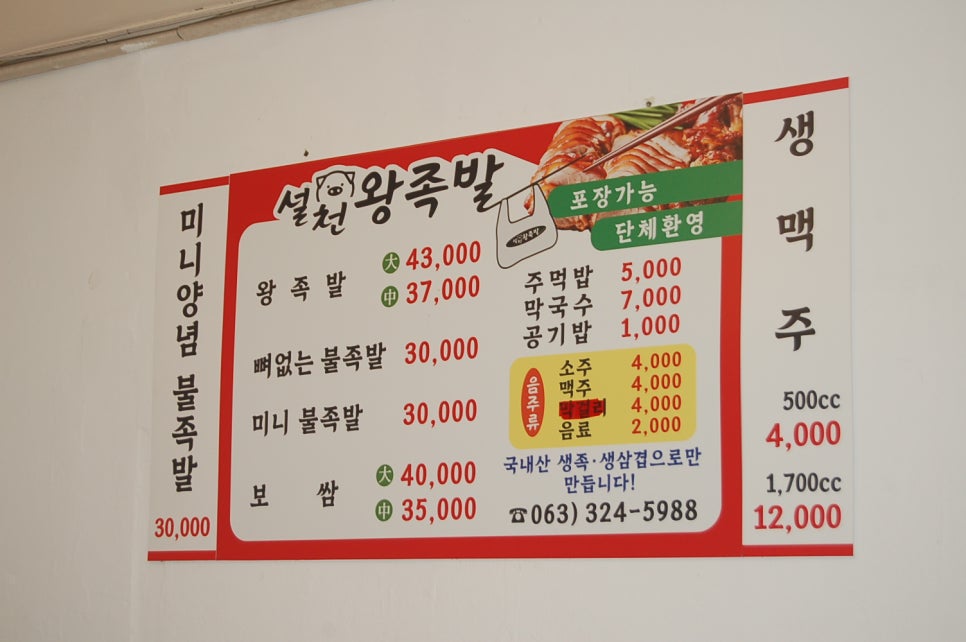 미니양념 불족발
30,000
설천왕족발
포장가능
단체환영
왕족발 大 43,000
中 37,000
뼈없는 불족발 30,000
미니 불족발 30,000
보쌈 大 40,000
中 35,000
주먹밥 5,000
막국수 7,000
공기밥 1,000
음주류
소주 4,000
맥주 4,000
막걸리 4,000
음료 2,000
국내산 생족·생삼겹으로만
만듭니다!
☎063) 324-5988
생맥주
500cc
4,000
1,700cc
12,000